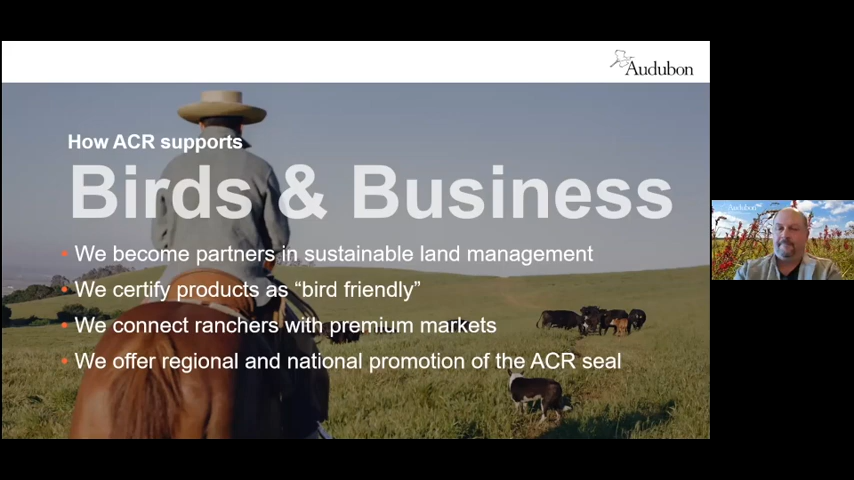 Audubon
How ACR supports
Birds & Business
• We become partners in sustainable land management
• We certify products as “bird friendly”
• We connect ranchers with premium markets
• We offer regional and national promotion of the ACR seal
Audubon